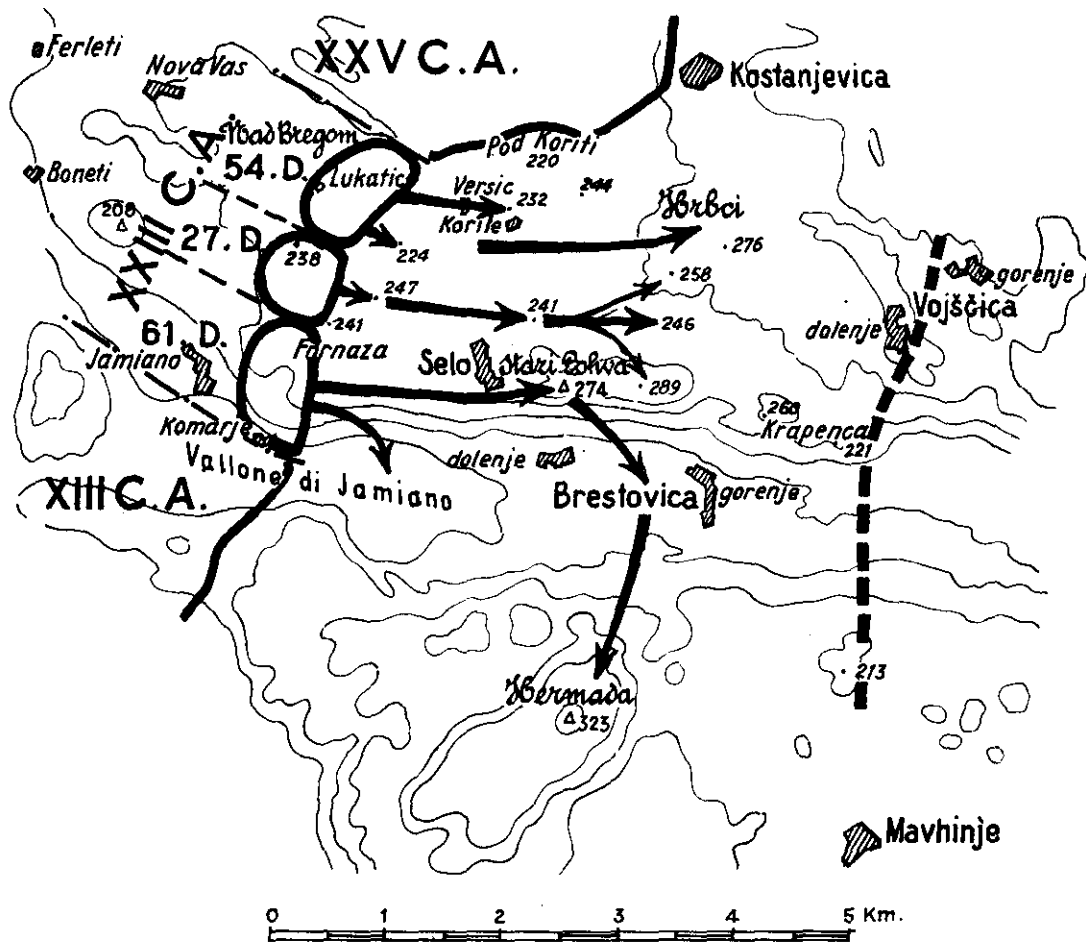 Ferleti
XXV C.A.
Nova Vas
Kostanjevica
Nad Bregom
Pod Koriti
220
XXIII C.A.
54. D.
Lukatic
Boneti
Versic
232
244
Korite
Hrbci
208
27. D.
238
224
276
258
gorenje
247
Vojščica
241
241
246
dolenje
61. D.
Jamiano
Farnaza
Selo
Stari Lokva
274
289
268
Krapenca
221
Komarje
Vallone di Jamiano
dolenje
Brestovica
gorenje
XIII C.A.
213
Hermada
323
Mavhinje
0 1 2 3 4 5 Km.